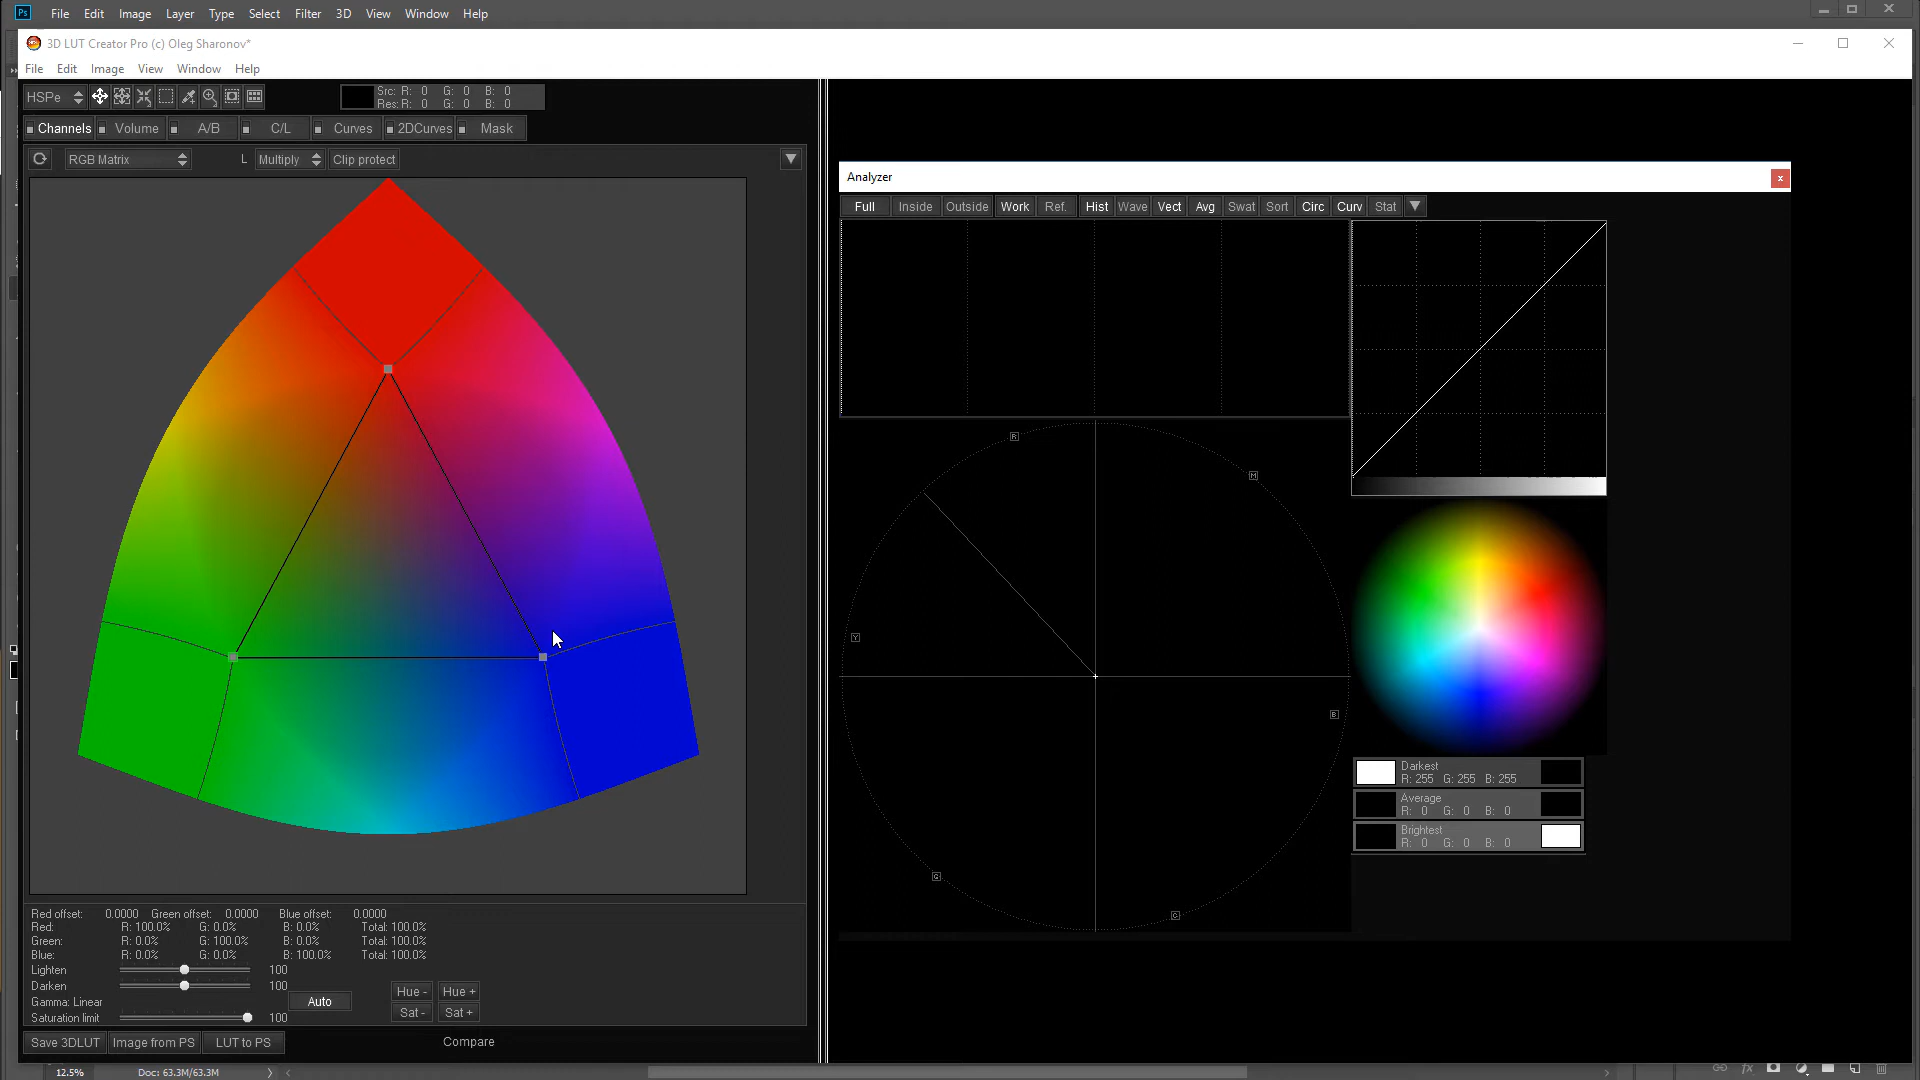 Ps File Edit Image Layer Type Select Filter 3D View Window Help
3D LUT Creator Pro (c) Oleg Sharonov*
File Edit Image View Window Help
HSPe
Src: R: 0 G: 0 B: 0
Res: R: 0 G: 0 B: 0
Channels Volume A/B C/L Curves 2DCurves Mask
RGB Matrix L Multiply Clip protect
Analyzer x
Full Inside Outside Work Ref. Hist Wave Vect Avg Swat Sort Circ Curv Stat
R
M
Y
B
G
C
Darkest
R: 255 G: 255 B: 255
Average
R: 0 G: 0 B: 0
Brightest
R: 0 G: 0 B: 0
Red offset: 0.0000 Green offset: 0.0000 Blue offset: 0.0000
Red: R: 100.0% G: 0.0% B: 0.0% Total: 100.0%
Green: R: 0.0% G: 100.0% B: 0.0% Total: 100.0%
Blue: R: 0.0% G: 0.0% B: 100.0% Total: 100.0%
Lighten 100
Darken 100
Gamma: Linear Auto
Saturation limit 100
Hue - Hue +
Sat - Sat +
Save 3DLUT Image from PS LUT to PS Compare
12.5% Doc: 63.3M/63.3M
fx